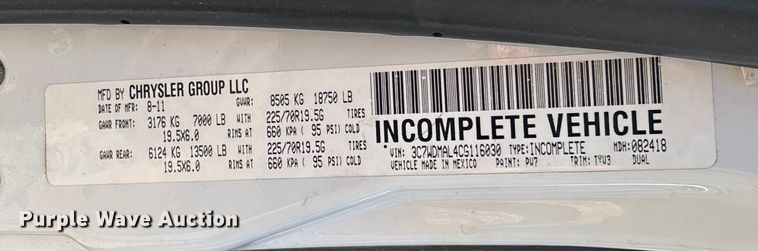 MFD BY CHRYSLER GROUP LLC
DATE OF MFR: 8-11 GVWR: 8505 KG 18750 LB
GAWR FRONT: 3176 KG 7000 LB WITH 225/70R19.5G TIRES
19.5X6.0 RIMS AT 660 KPA ( 95 PSI) COLD
GAWR REAR: 6124 KG 13500 LB WITH 225/70R19.5G TIRES
19.5X6.0 RIMS AT 660 KPA ( 95 PSI) COLD
INCOMPLETE VEHICLE
VIN: 3C7WDMAL4CG116030 TYPE: INCOMPLETE MDH: 082418
VEHICLE MADE IN MEXICO PAINT: PW7 TRIM: T9V3 DUAL
Purple Wave Auction